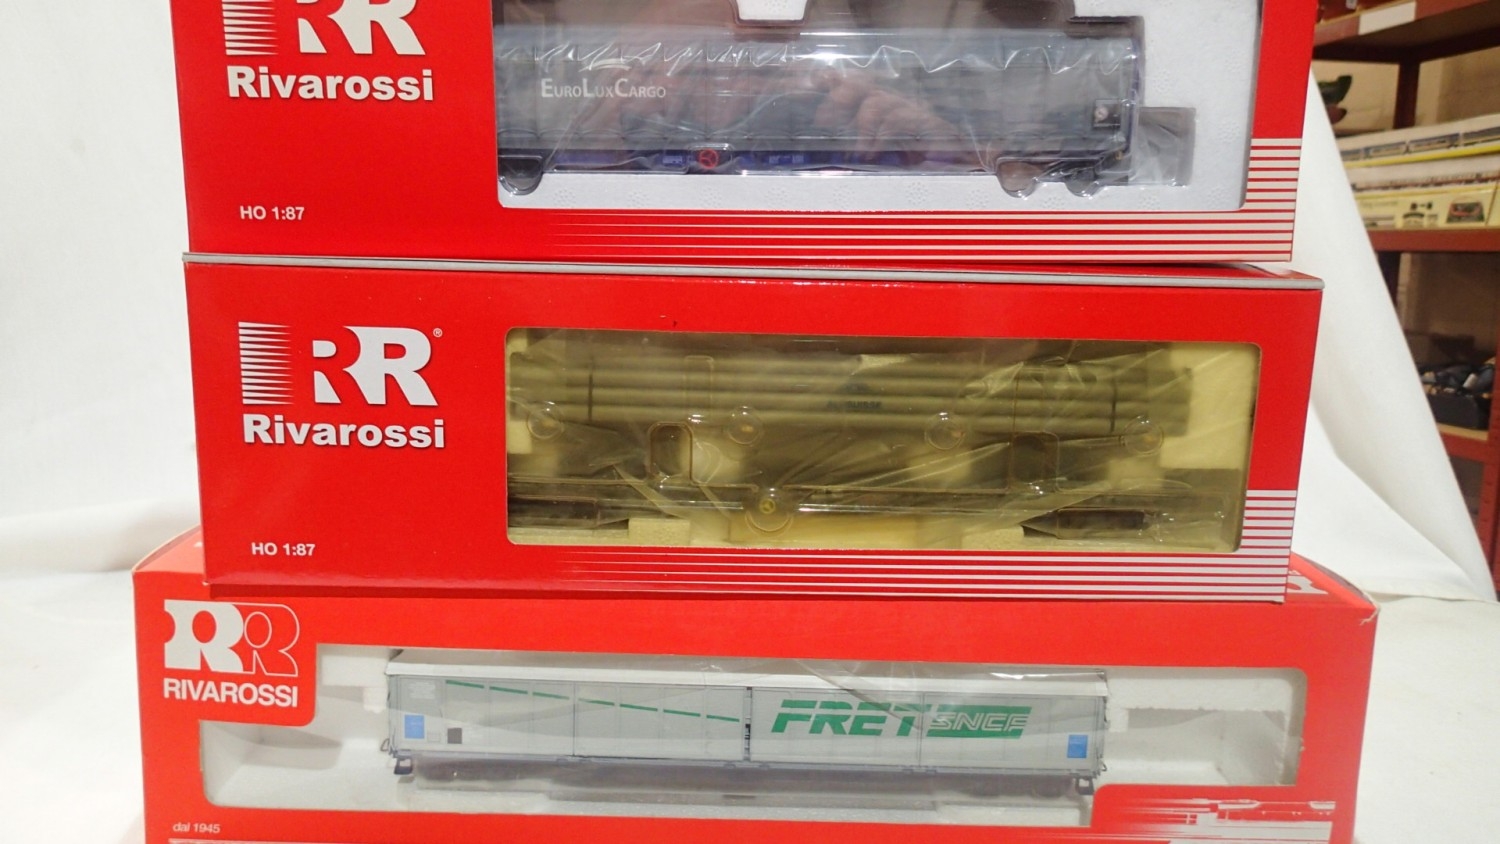 RR
Rivarossi
EUROLUXCARGO
HO 1:87
RR®
Rivarossi
HO 1:87
RR
RIVAROSSI
FRET SNCF
dal 1945